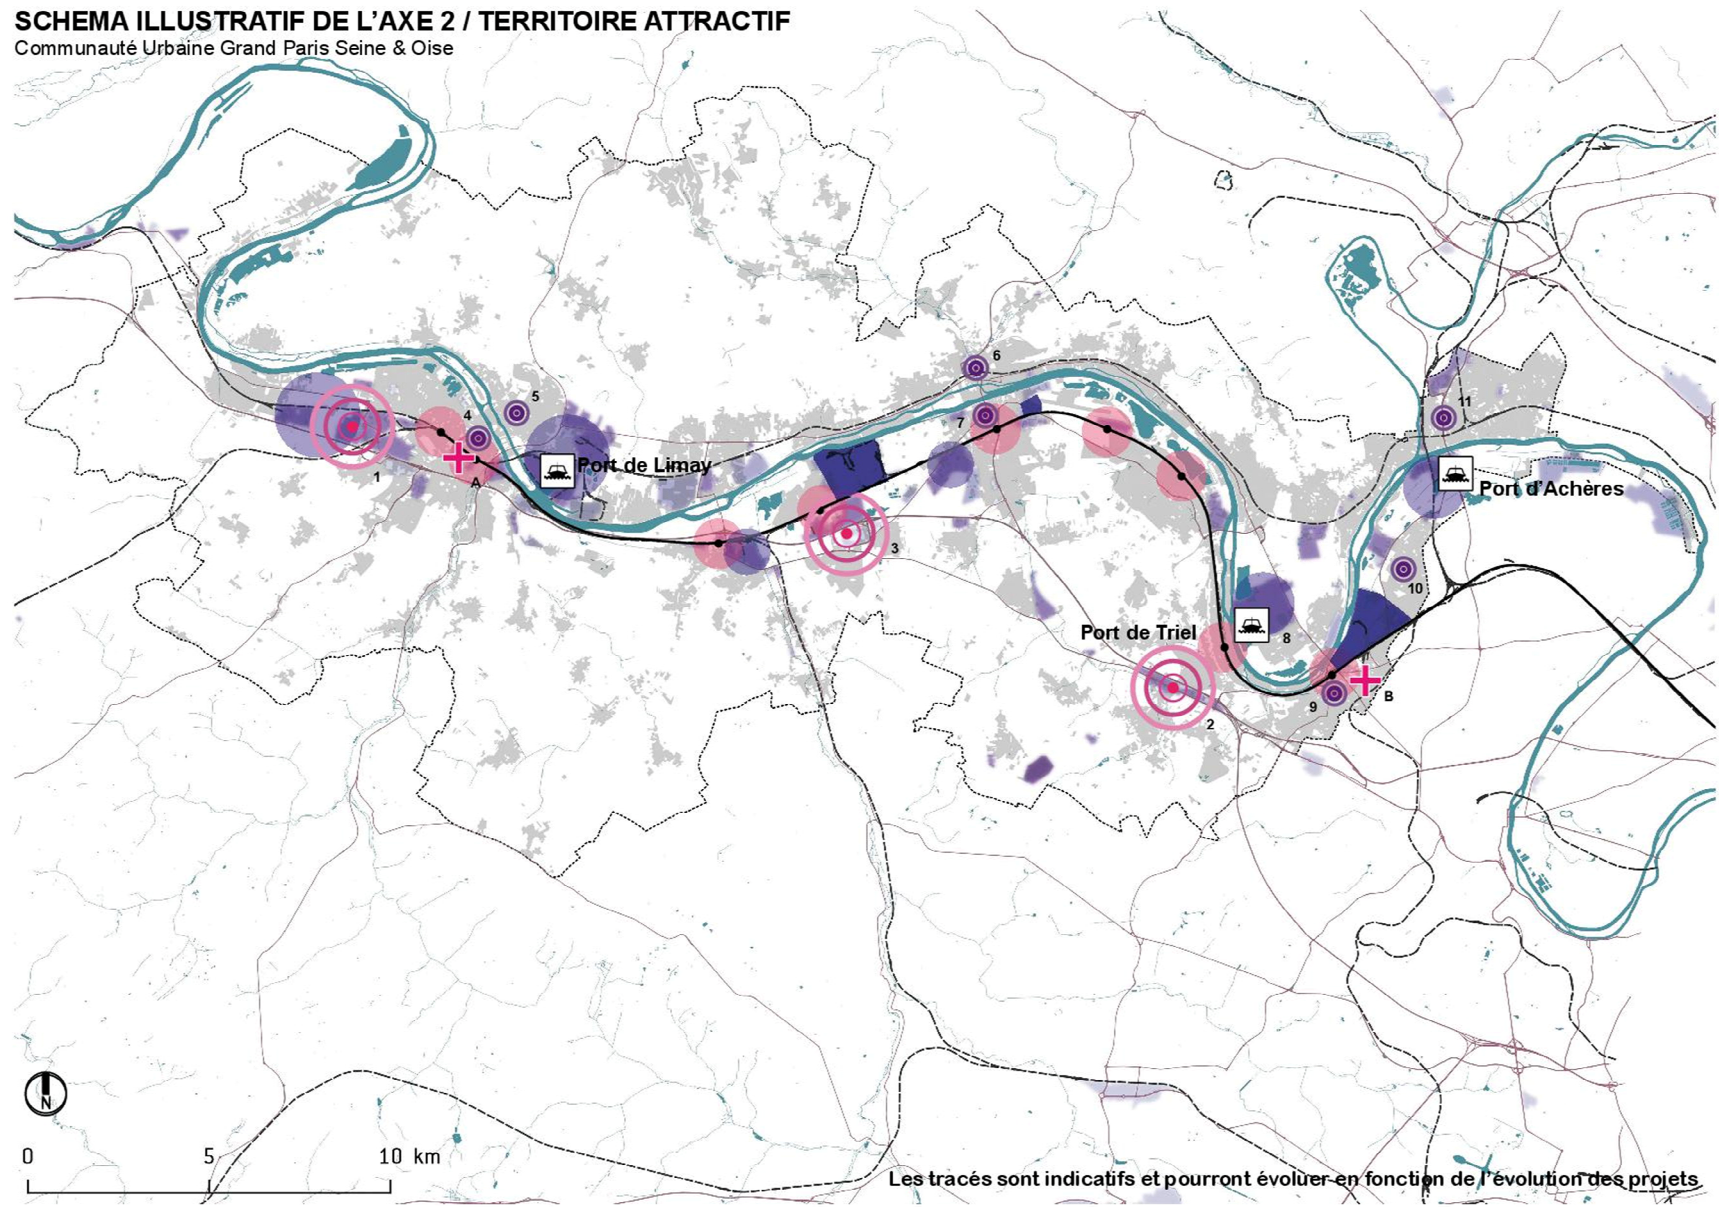 SCHEMA ILLUSTRATIF DE L'AXE 2 / TERRITOIRE ATTRACTIF
Communauté Urbaine Grand Paris Seine & Oise
6
5
4
7
11
Port de Limay
A
1
Port d'Achères
3
10
Port de Triel
8
B
9
2
N
0 5 10 km
Les tracés sont indicatifs et pourront évoluer en fonction de l'évolution des projets